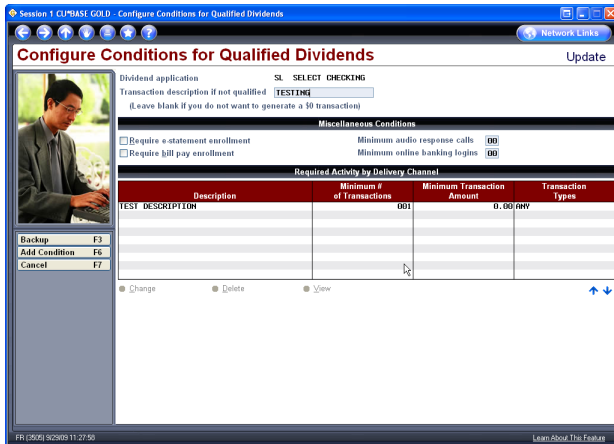 Session 1 CU*BASE GOLD - Configure Conditions for Qualified Dividends
Network Links
Configure Conditions for Qualified Dividends
Update
Dividend application SL SELECT CHECKING
Transaction description if not qualified TESTING
(Leave blank if you do not want to generate a $0 transaction)
Miscellaneous Conditions
Require e-statement enrollment Minimum audio response calls 00
Require bill pay enrollment Minimum online banking logins 00
Required Activity by Delivery Channel
Description Minimum # of Transactions Minimum Transaction Amount Transaction Types
TEST DESCRIPTION 001 0.00 ANY
Backup F3
Add Condition F6
Cancel F7
Change Delete View
FR (3505) 9/29/09 11:27:58
Learn About This Feature